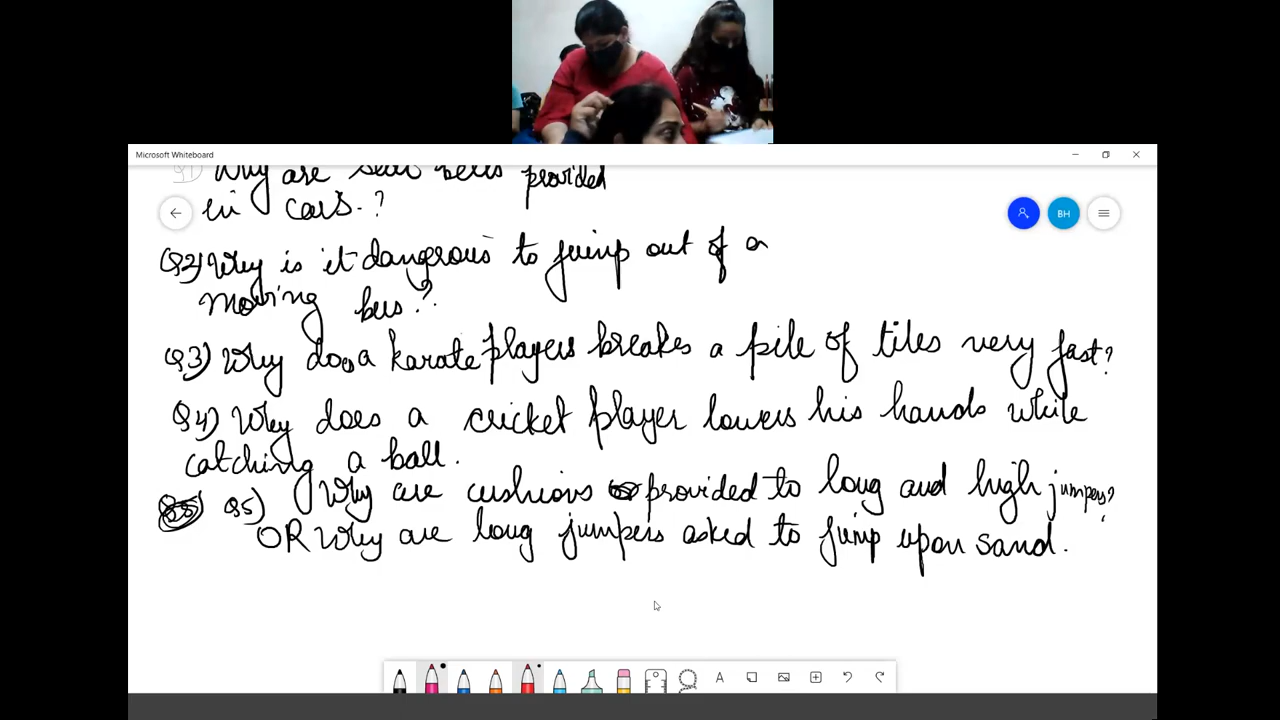 Microsoft Whiteboard
Q1) Why are seat belts provided
in cars.?
BH
Q2) Why is it dangerous to jump out of a
moving bus.?
Q3) Why does a karate players breakes a pile of tiles very fast?
Q4) Why does a cricket player lowers his hands while
catching a ball.
Q5) Why are cushions provided to long and high jumpers?
OR Why are long jumpers asked to jump upon sand.
A